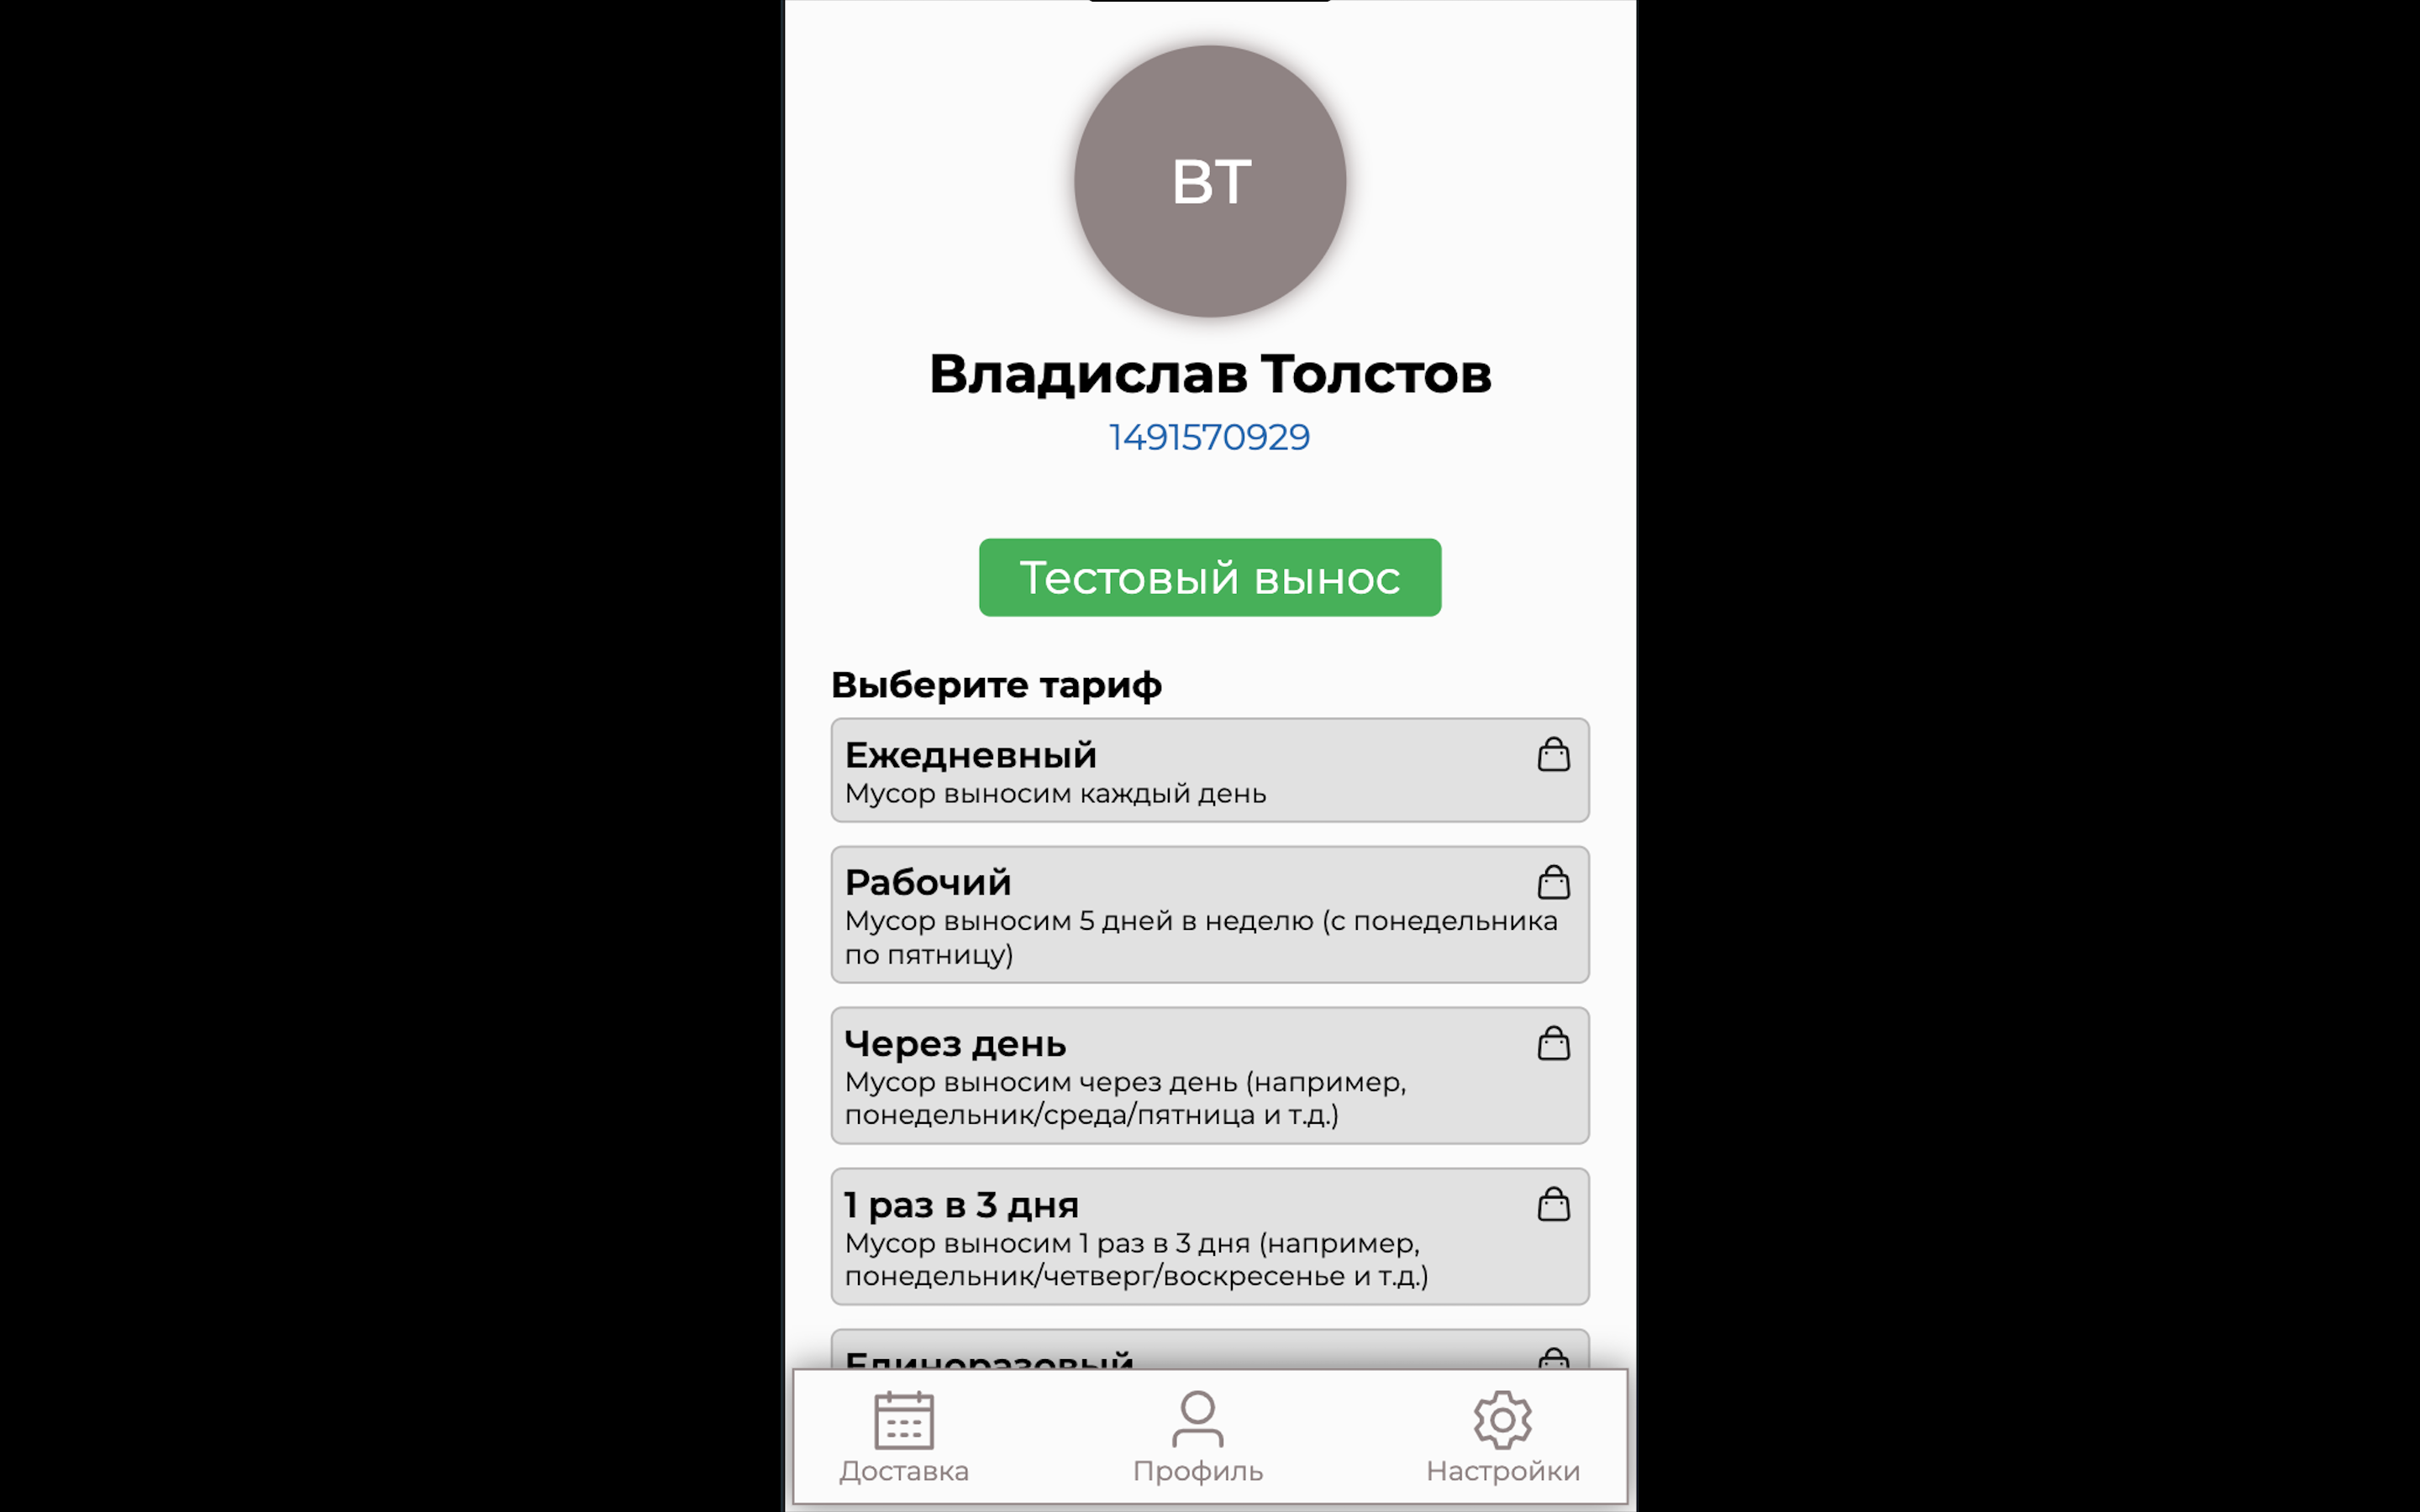 ВТ
Владислав Толстов
1491570929
Тестовый вынос
Выберите тариф
Ежедневный
Мусор выносим каждый день
Рабочий
Мусор выносим 5 дней в неделю (с понедельника
по пятницу)
Через день
Мусор выносим через день (например,
понедельник/среда/пятница и т.д.)
1 раз в 3 дня
Мусор выносим 1 раз в 3 дня (например,
понедельник/четверг/воскресенье и т.д.)
Единоразовый
Доставка
Профиль
Настройки